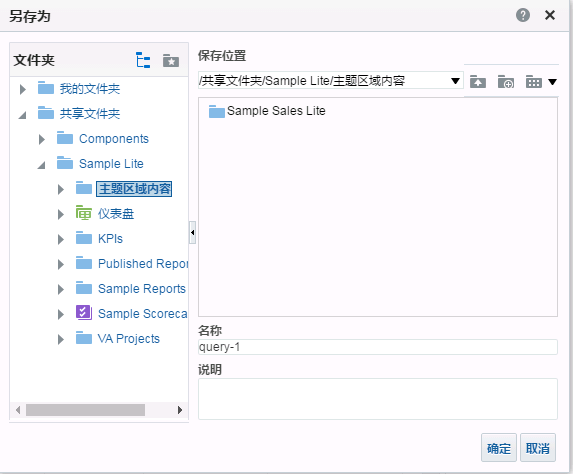 另存为
文件夹
我的文件夹
共享文件夹
Components
Sample Lite
主题区域内容
仪表盘
KPIs
Published Repor
Sample Reports
Sample Scoreca
VA Projects
保存位置
/共享文件夹/Sample Lite/主题区域内容
Sample Sales Lite
名称
query-1
说明
确定 取消